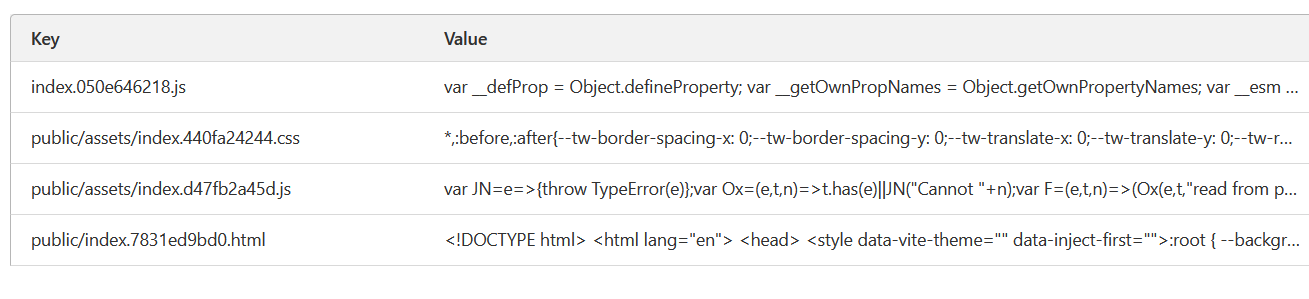 Key Value
index.050e646218.js var __defProp = Object.defineProperty; var __getOwnPropNames = Object.getOwnPropertyNames; var __esm ...
public/assets/index.440fa24244.css *,:before,:after{--tw-border-spacing-x: 0;--tw-border-spacing-y: 0;--tw-translate-x: 0;--tw-translate-y: 0;--tw-r...
public/assets/index.d47fb2a45d.js var JN=e=>{throw TypeError(e)};var Ox=(e,t,n)=>t.has(e)||JN("Cannot "+n);var F=(e,t,n)=>(Ox(e,t,"read from p...
public/index.7831ed9bd0.html <!DOCTYPE html> <html lang="en"> <head> <style data-vite-theme="" data-inject-first="">:root { --backgr...